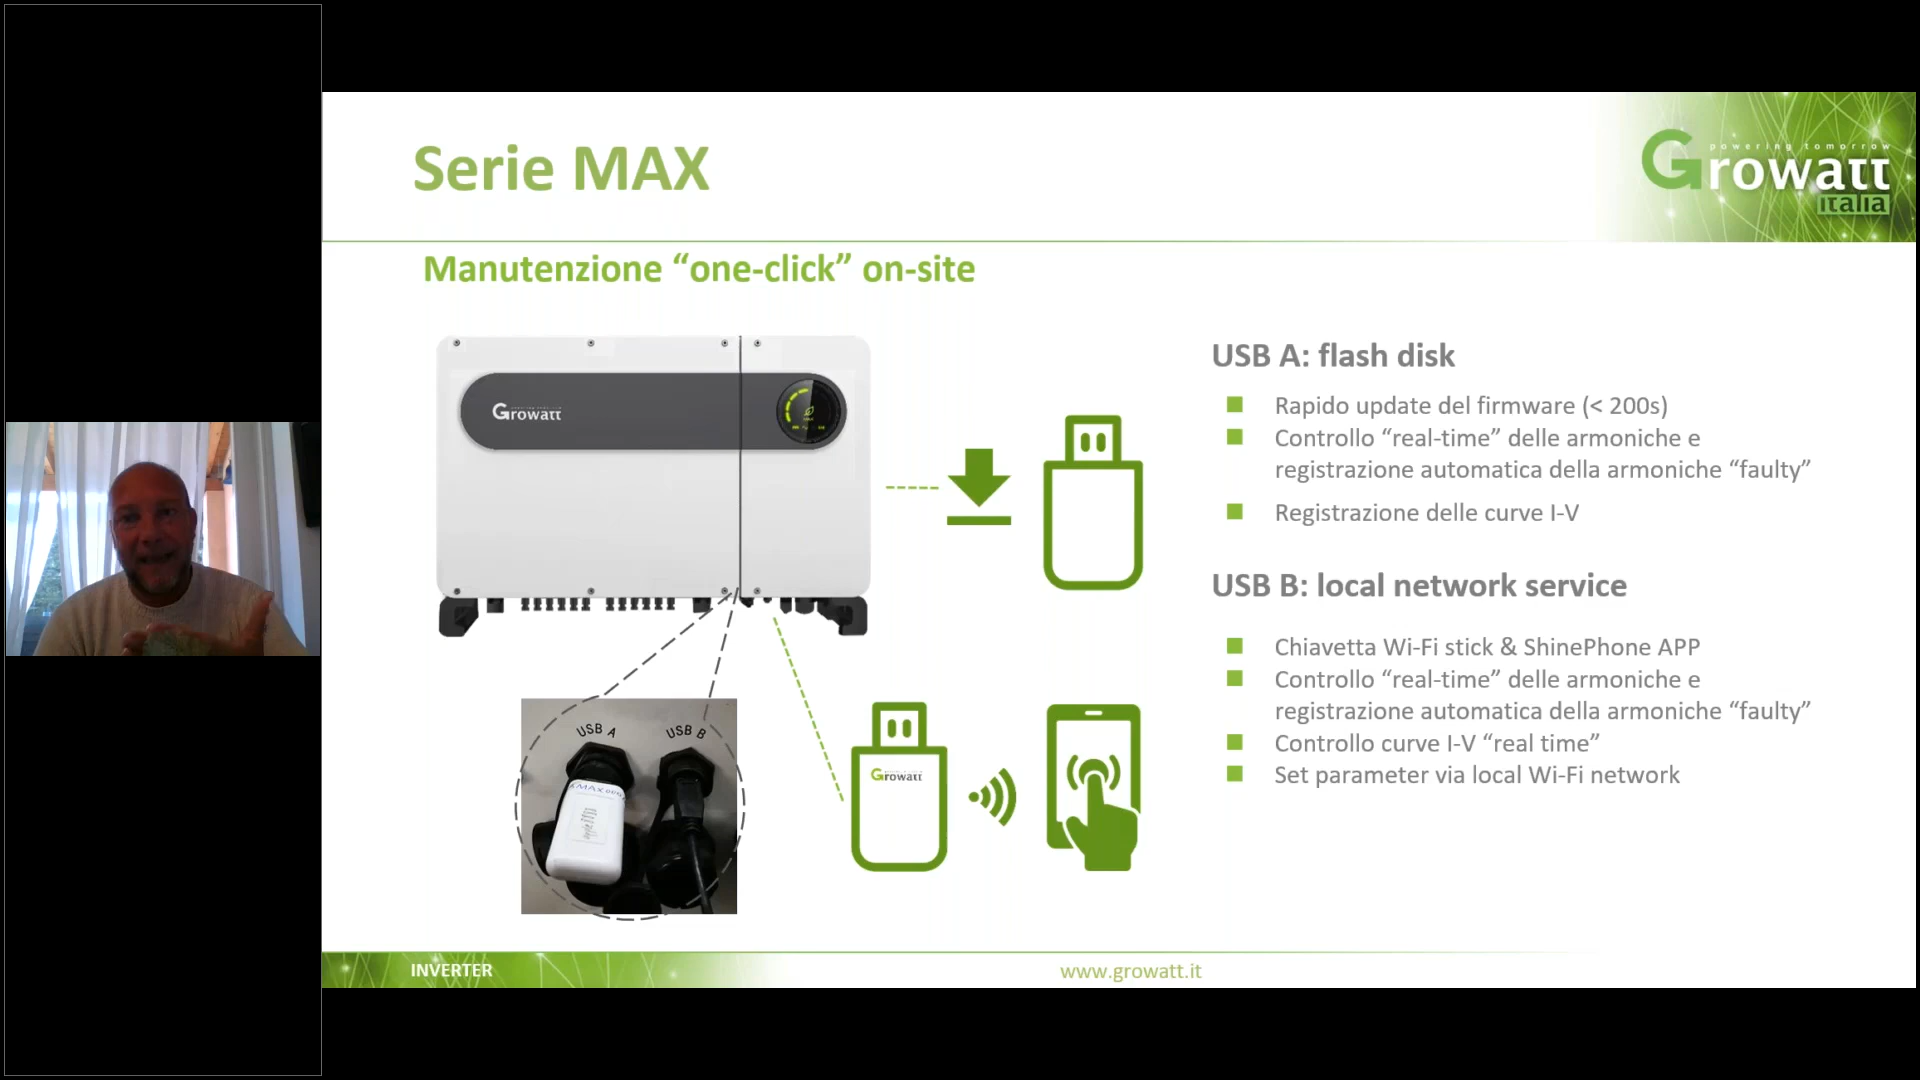 Serie MAX
powering tomorrow
Growatt
italia
Manutenzione “one-click” on-site
Growatt
USB A: flash disk
Rapido update del firmware (< 200s)
Controllo “real-time” delle armoniche e
registrazione automatica della armoniche “faulty”
Registrazione delle curve I-V
USB B: local network service
Chiavetta Wi-Fi stick & ShinePhone APP
Controllo “real-time” delle armoniche e
registrazione automatica della armoniche “faulty”
Controllo curve I-V “real time”
Set parameter via local Wi-Fi network
USB A
USB B
Growatt
INVERTER
www.growatt.it